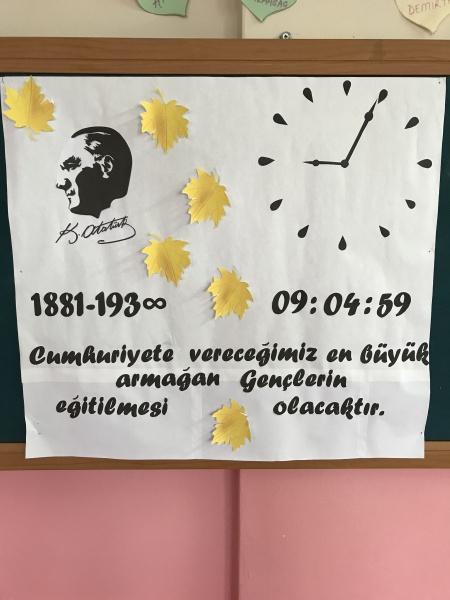 K. Atatürk
1881-193∞
09:04:59
Cumhuriyete vereceğimiz en büyük
armağan Gençlerin
eğitilmesi olacaktır.